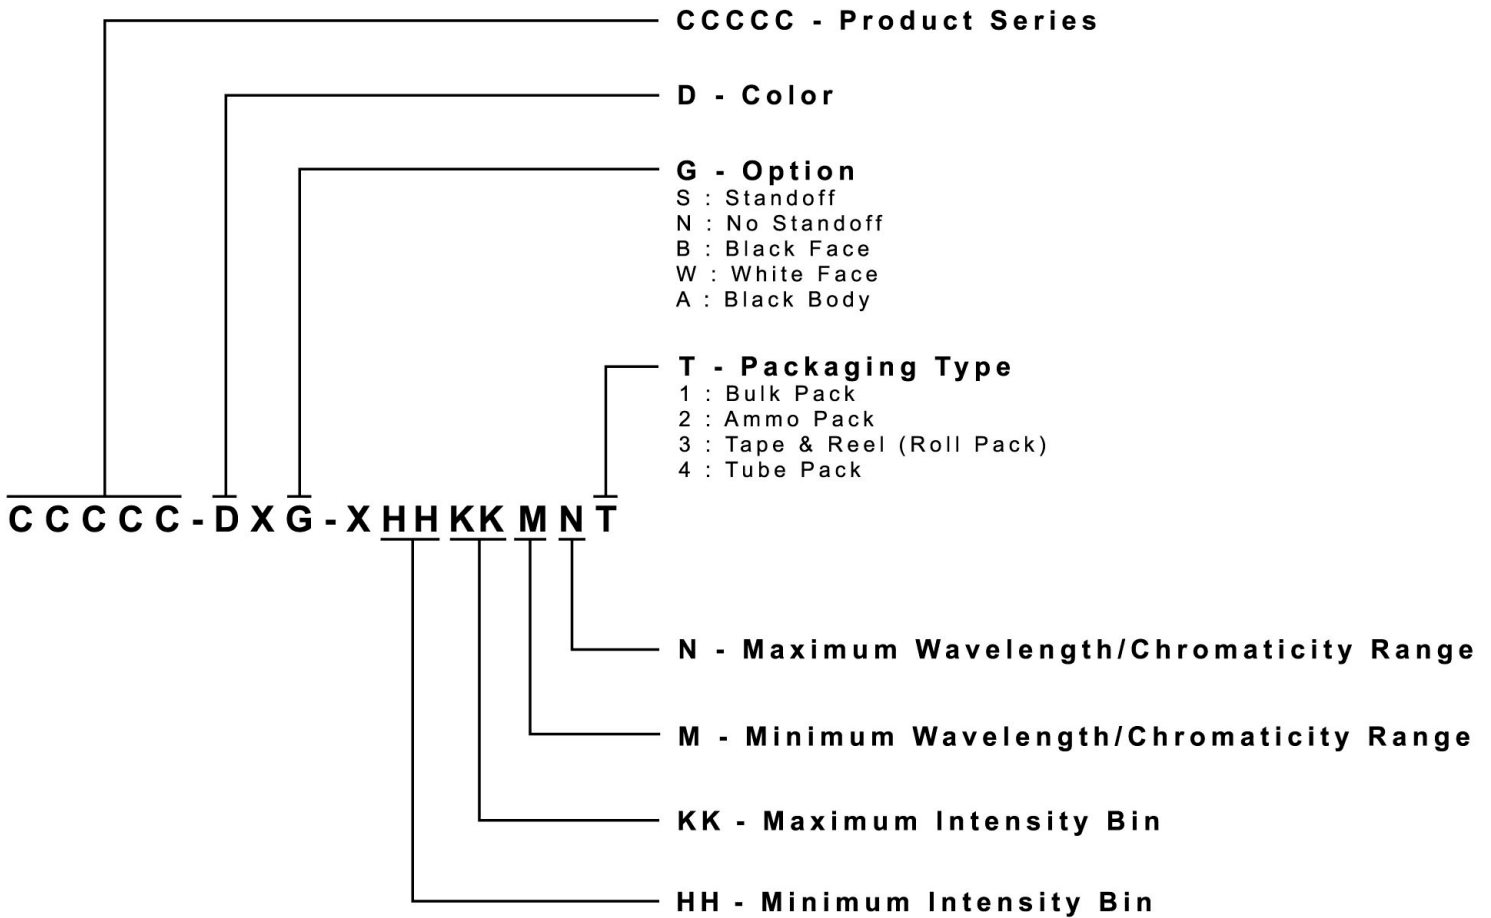 CCCCC - Product Series
D - Color
G - Option
S : Standoff
N : No Standoff
B : Black Face
W : White Face
A : Black Body
T - Packaging Type
1 : Bulk Pack
2 : Ammo Pack
3 : Tape & Reel (Roll Pack)
4 : Tube Pack
CCCCC-DXG-XHHKKMNT
N - Maximum Wavelength/Chromaticity Range
M - Minimum Wavelength/Chromaticity Range
KK - Maximum Intensity Bin
HH - Minimum Intensity Bin